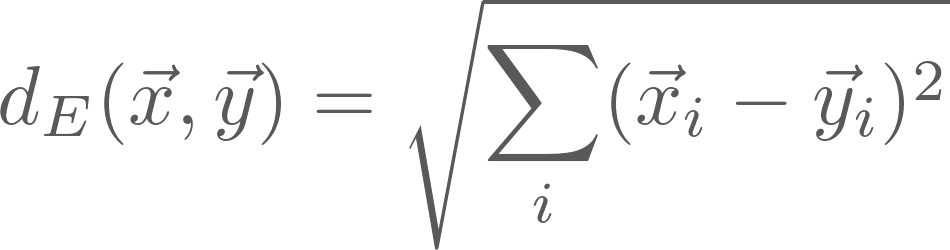 $d_E(\vec{x}, \vec{y}) = \sqrt{\sum_i (\vec{x}_i - \vec{y}_i)^2}$